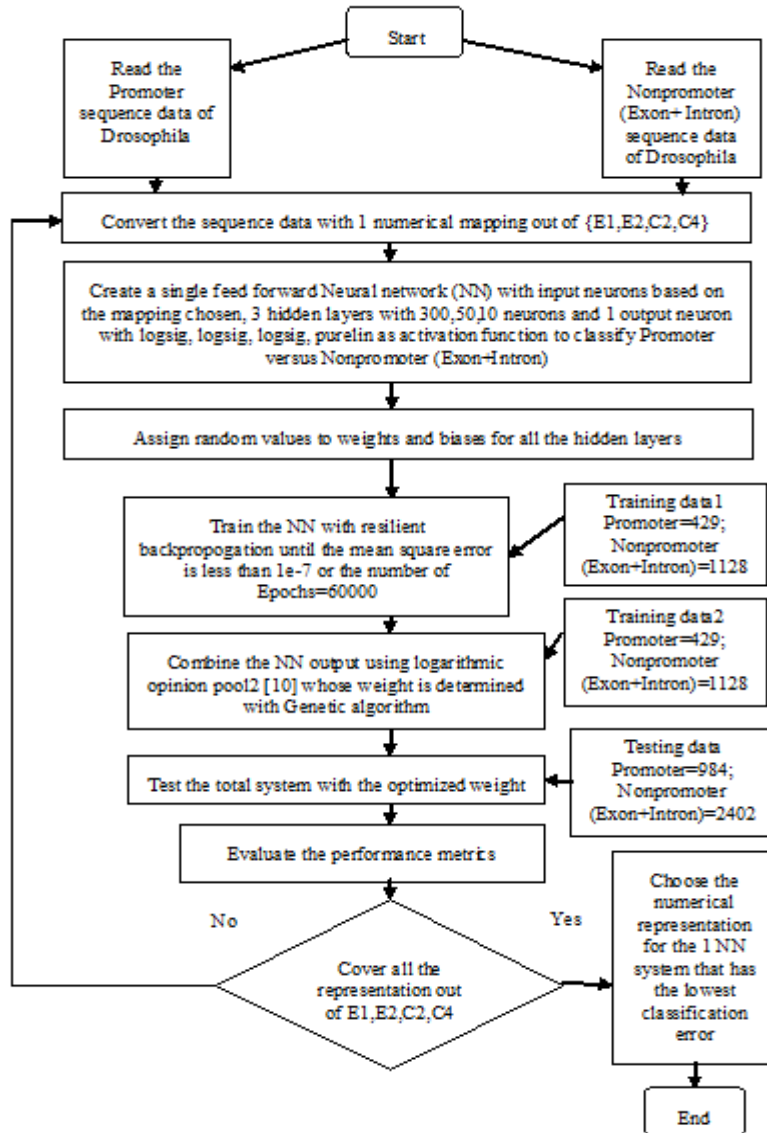 Start
Read the
Promoter
sequence data of
Drosophila
Read the
Nonpromoter
(Exon+ Intron)
sequence data
of Drosophila
Convert the sequence data with 1 numerical mapping out of {E1,E2,C2,C4}
Create a single feed forward Neural network (NN) with input neurons based on
the mapping chosen, 3 hidden layers with 300,50,10 neurons and 1 output neuron
with logsig, logsig, logsig, purelin as activation function to classify Promoter
versus Nonpromoter (Exon+Intron)
Assign random values to weights and biases for all the hidden layers
Train the NN with resilient
backpropogation until the mean square error
is less than 1e-7 or the number of
Epochs=60000
Training data1
Promoter=429;
Nonpromoter
(Exon+Intron)=1128
Combine the NN output using logarithmic
opinion pool2 [10] whose weight is determined
with Genetic algorithm
Training data2
Promoter=429;
Nonpromoter
(Exon+Intron)=1128
Test the total system with the optimized weight
Testing data
Promoter=984;
Nonpromoter
(Exon+Intron)=2402
Evaluate the performance metrics
No
Yes
Cover all the
representation out
of E1,E2,C2,C4
Choose the
numerical
representation
for the 1 NN
system that has
the lowest
classification
error
End